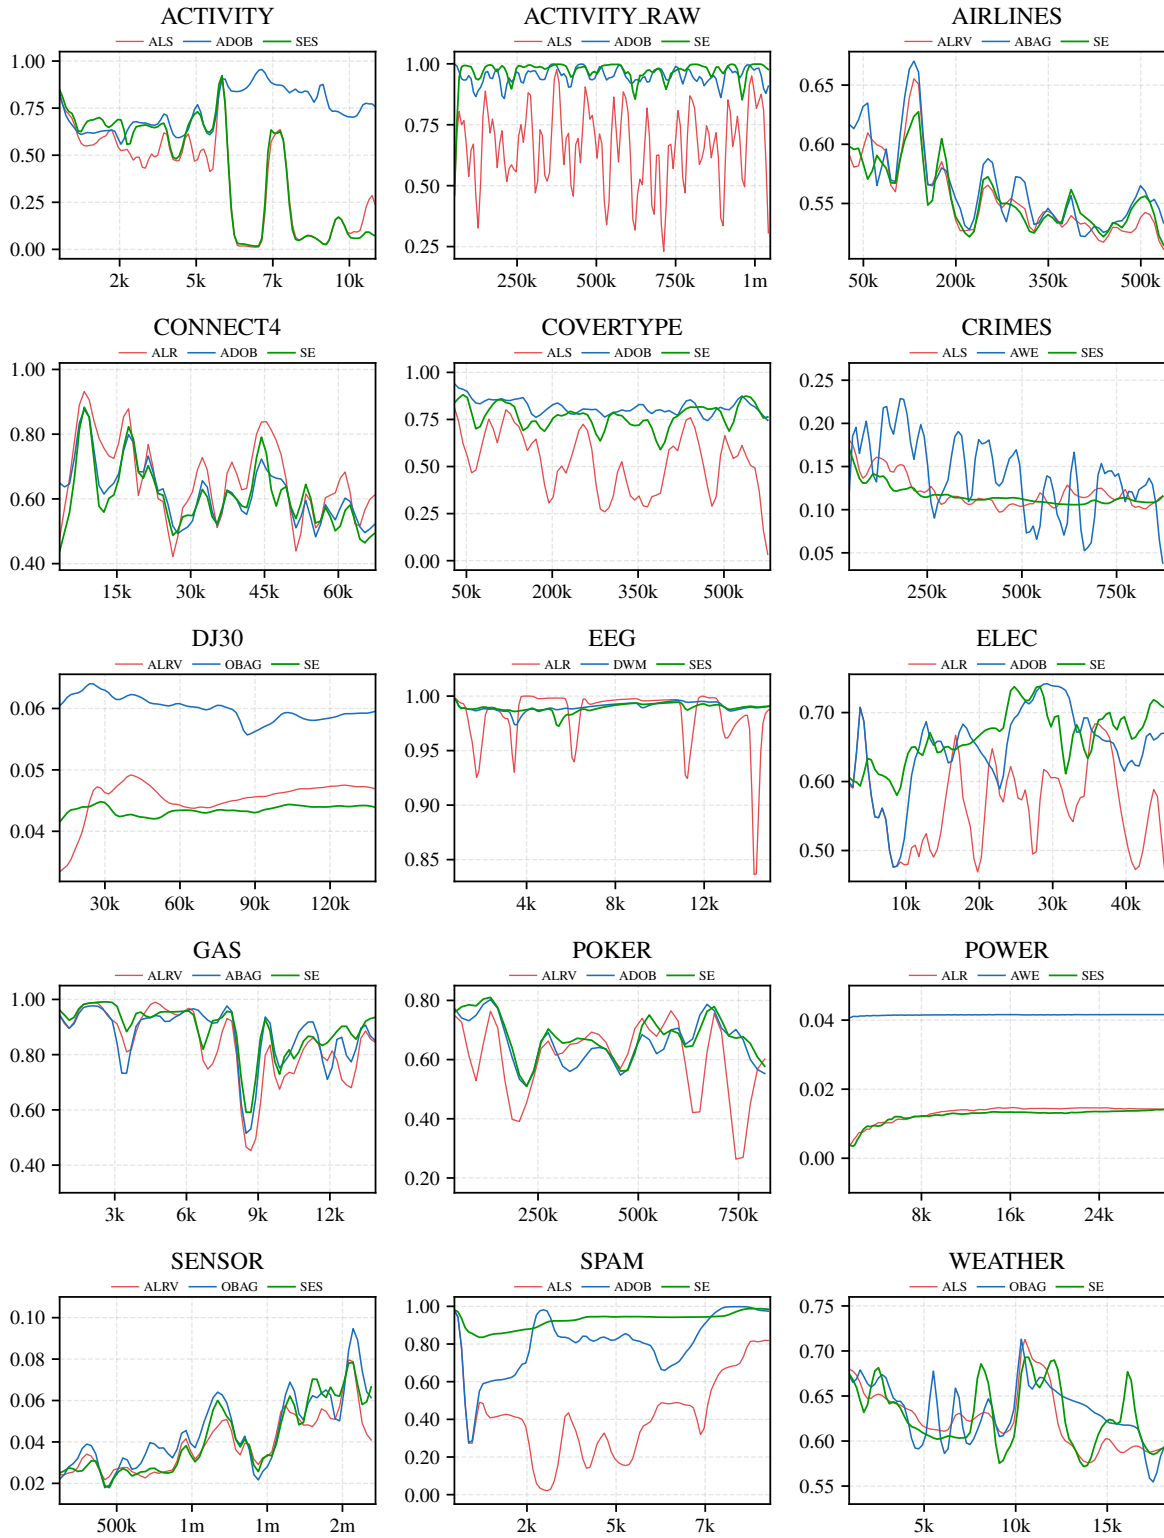 ACTIVITY ACTIVITY_RAW AIRLINES
ALS ADOB SES ALS ADOB SE ALRV ABAG SE
1.00 1.00 0.65
0.75 0.75 0.60
0.50 0.50 0.55
0.25 0.25
0.00
2k 5k 7k 10k 250k 500k 750k 1m 50k 200k 350k 500k
CONNECT4 COVERTYPE CRIMES
ALR ADOB SE ALS ADOB SE ALS AWE SES
1.00 1.00 0.25
0.80 0.75 0.20
0.60 0.50 0.15
0.40 0.25 0.10
0.00 0.05
15k 30k 45k 60k 50k 200k 350k 500k 250k 500k 750k
DJ30 EEG ELEC
ALRV OBAG SE ALR DWM SES ALR ADOB SE
0.06 1.00 0.70
0.05 0.95 0.60
0.04 0.90 0.50
0.85
30k 60k 90k 120k 4k 8k 12k 10k 20k 30k 40k
GAS POKER POWER
ALRV ABAG SE ALRV ADOB SE ALR AWE SES
1.00 0.80 0.04
0.80 0.60 0.02
0.60 0.40 0.00
0.40 0.20
3k 6k 9k 12k 250k 500k 750k 8k 16k 24k
SENSOR SPAM WEATHER
ALRV OBAG SES ALS ADOB SE ALS OBAG SE
0.10 1.00 0.75
0.08 0.80 0.70
0.06 0.60 0.65
0.04 0.40 0.60
0.02 0.20 0.55
0.00
500k 1m 1m 2m 2k 5k 7k 5k 10k 15k